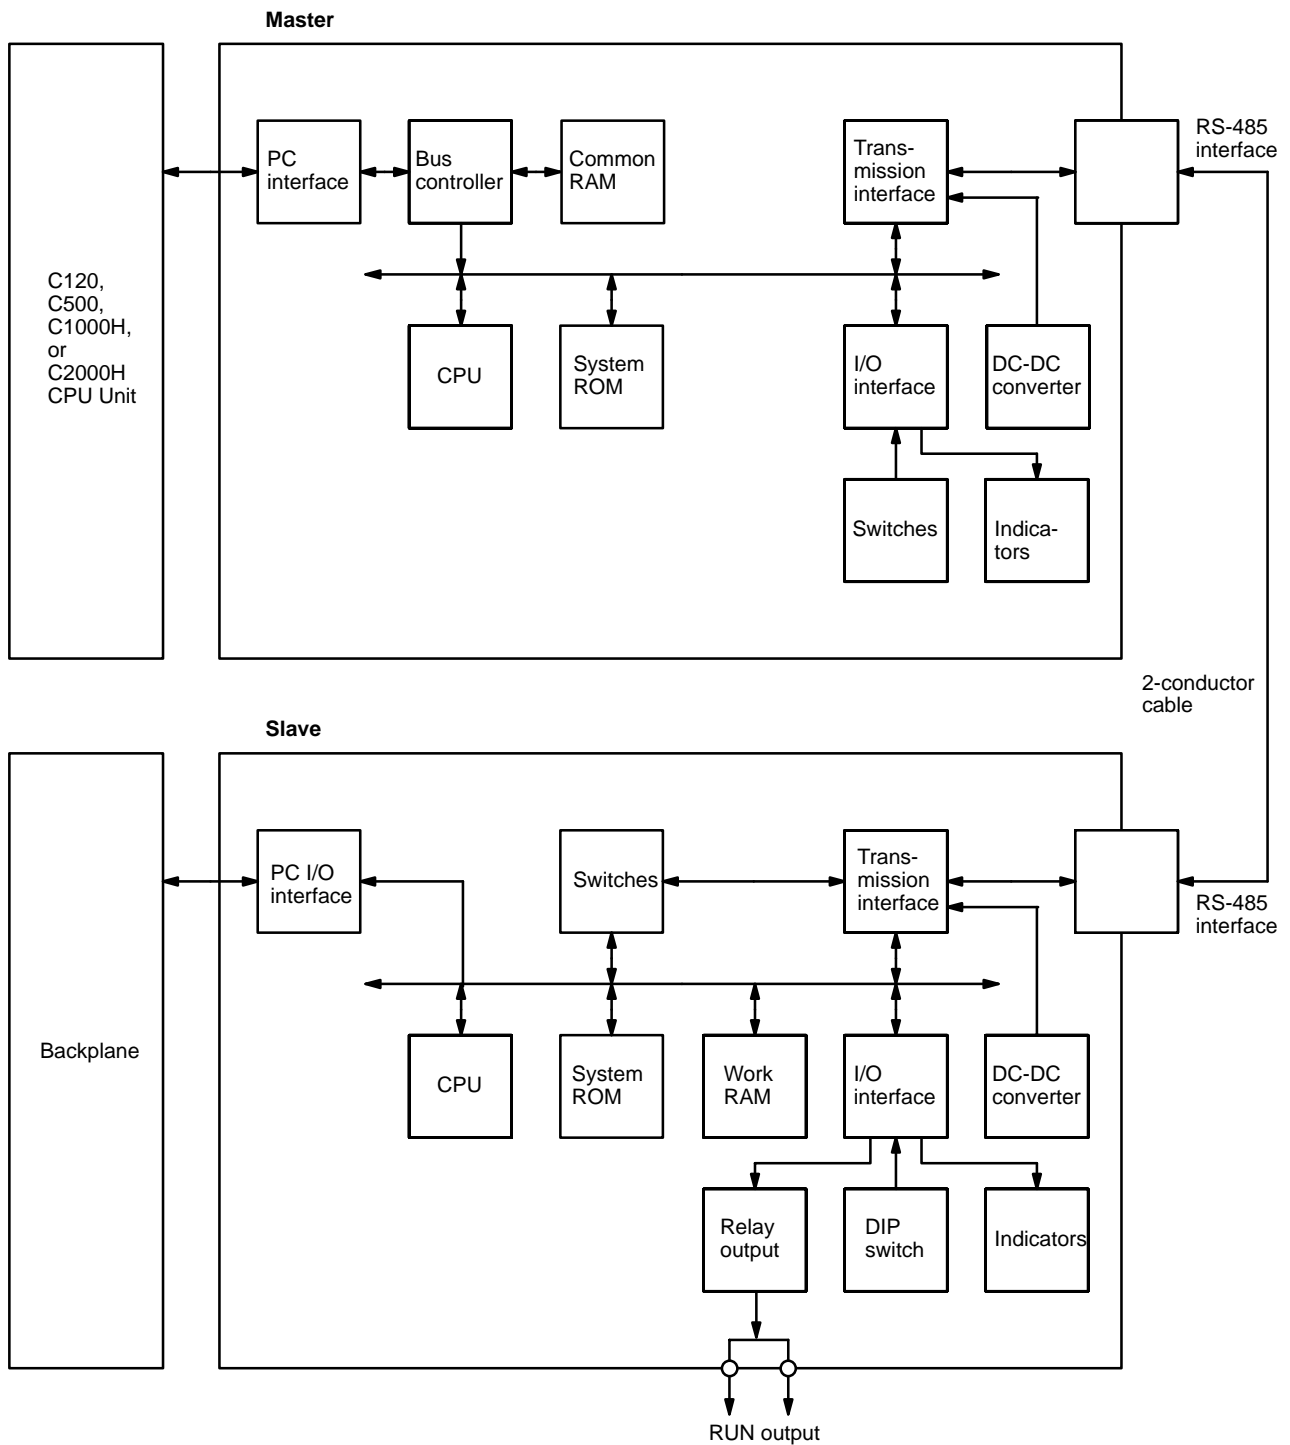 Master
RS-485
interface
PC
interface
Bus
controller
Common
RAM
Trans-
mission
interface
C120,
C500,
C1000H,
or
C2000H
CPU Unit
CPU
System
ROM
I/O
interface
DC-DC
converter
Switches
Indica-
tors
2-conductor
cable
Slave
PC I/O
interface
Switches
Trans-
mission
interface
RS-485
interface
Backplane
CPU
System
ROM
Work
RAM
I/O
interface
DC-DC
converter
Relay
output
DIP
switch
Indicators
RUN output